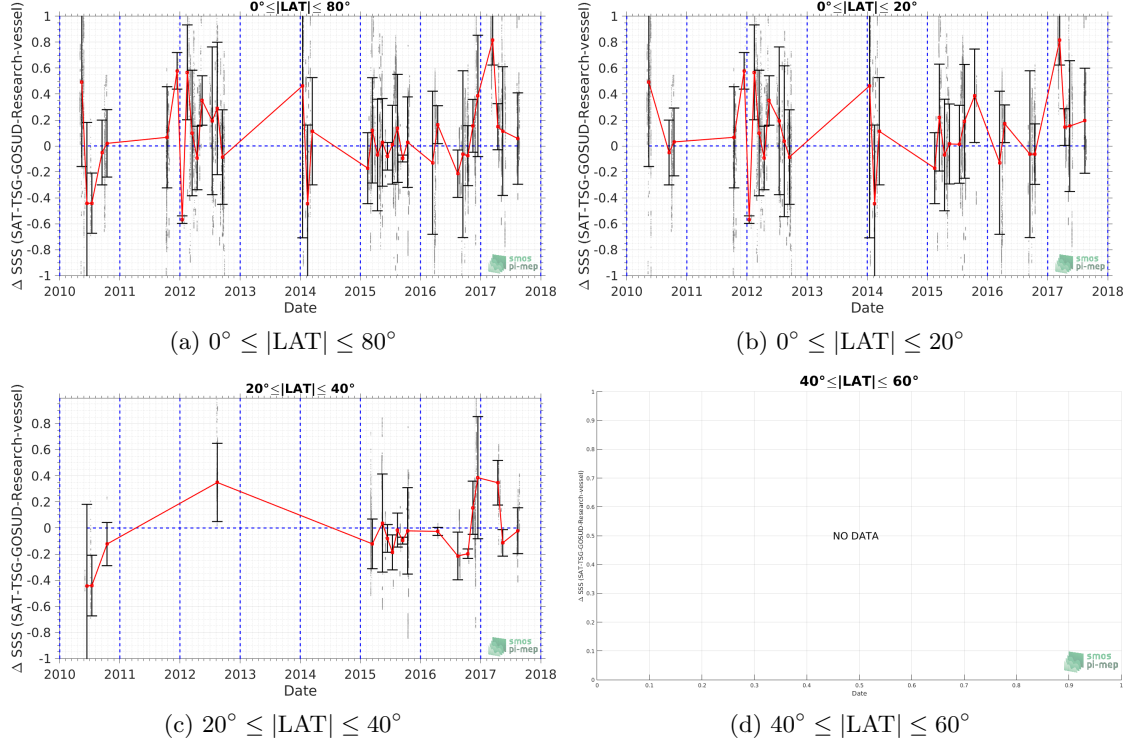 0°≤|LAT|≤ 80°
Δ SSS (SAT-TSG-GOSUD-Research-vessel)
1
0.8
0.6
0.4
0.2
0
-0.2
-0.4
-0.6
-0.8
-1
2010 2011 2012 2013 2014 2015 2016 2017 2018
Date
smos
pi-mep
(a) 0° ≤ |LAT| ≤ 80°
0°≤|LAT|≤ 20°
Δ SSS (SAT-TSG-GOSUD-Research-vessel)
1
0.8
0.6
0.4
0.2
0
-0.2
-0.4
-0.6
-0.8
-1
2010 2011 2012 2013 2014 2015 2016 2017 2018
Date
smos
pi-mep
(b) 0° ≤ |LAT| ≤ 20°
20°≤|LAT|≤ 40°
Δ SSS (SAT-TSG-GOSUD-Research-vessel)
0.8
0.6
0.4
0.2
0
-0.2
-0.4
-0.6
-0.8
-1
2010 2011 2012 2013 2014 2015 2016 2017 2018
Date
smos
pi-mep
(c) 20° ≤ |LAT| ≤ 40°
40°≤|LAT|≤ 60°
Δ SSS (SAT-TSG-GOSUD-Research-vessel)
1
0.9
0.8
0.7
0.6
0.5
0.4
0.3
0.2
0.1
0
NO DATA
0 0.1 0.2 0.3 0.4 0.5 0.6 0.7 0.8 0.9 1
Date
smos
pi-mep
(d) 40° ≤ |LAT| ≤ 60°